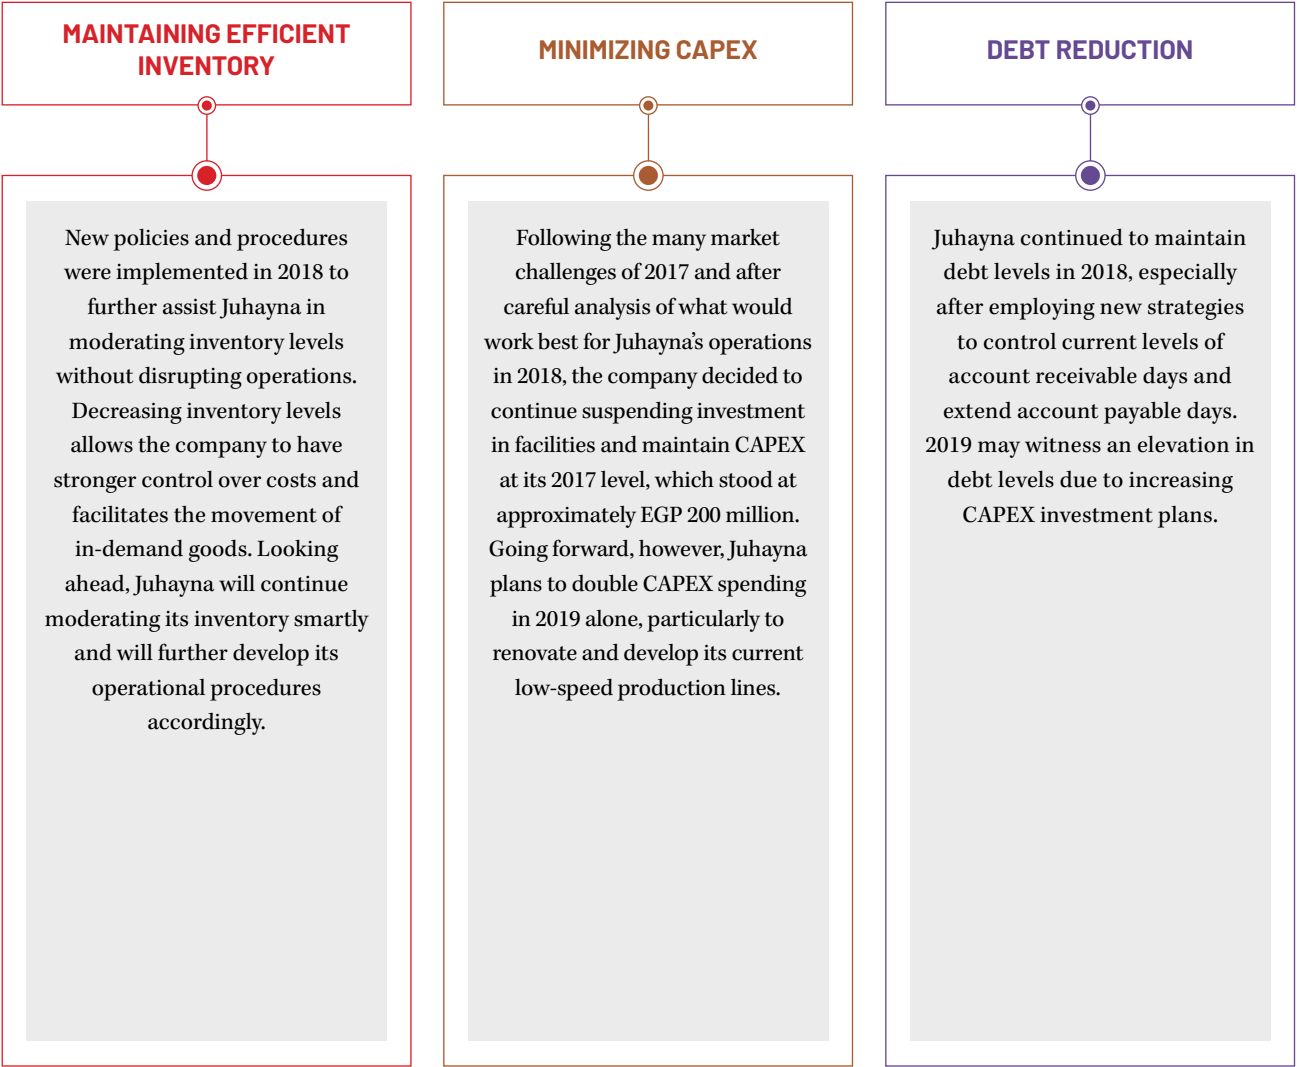 MAINTAINING EFFICIENT
INVENTORY
New policies and procedures
were implemented in 2018 to
further assist Juhayna in
moderating inventory levels
without disrupting operations.
Decreasing inventory levels
allows the company to have
stronger control over costs and
facilitates the movement of
in-demand goods. Looking
ahead, Juhayna will continue
moderating its inventory smartly
and will further develop its
operational procedures
accordingly.
MINIMIZING CAPEX
Following the many market
challenges of 2017 and after
careful analysis of what would
work best for Juhayna’s operations
in 2018, the company decided to
continue suspending investment
in facilities and maintain CAPEX
at its 2017 level, which stood at
approximately EGP 200 million.
Going forward, however, Juhayna
plans to double CAPEX spending
in 2019 alone, particularly to
renovate and develop its current
low-speed production lines.
DEBT REDUCTION
Juhayna continued to maintain
debt levels in 2018, especially
after employing new strategies
to control current levels of
account receivable days and
extend account payable days.
2019 may witness an elevation in
debt levels due to increasing
CAPEX investment plans.